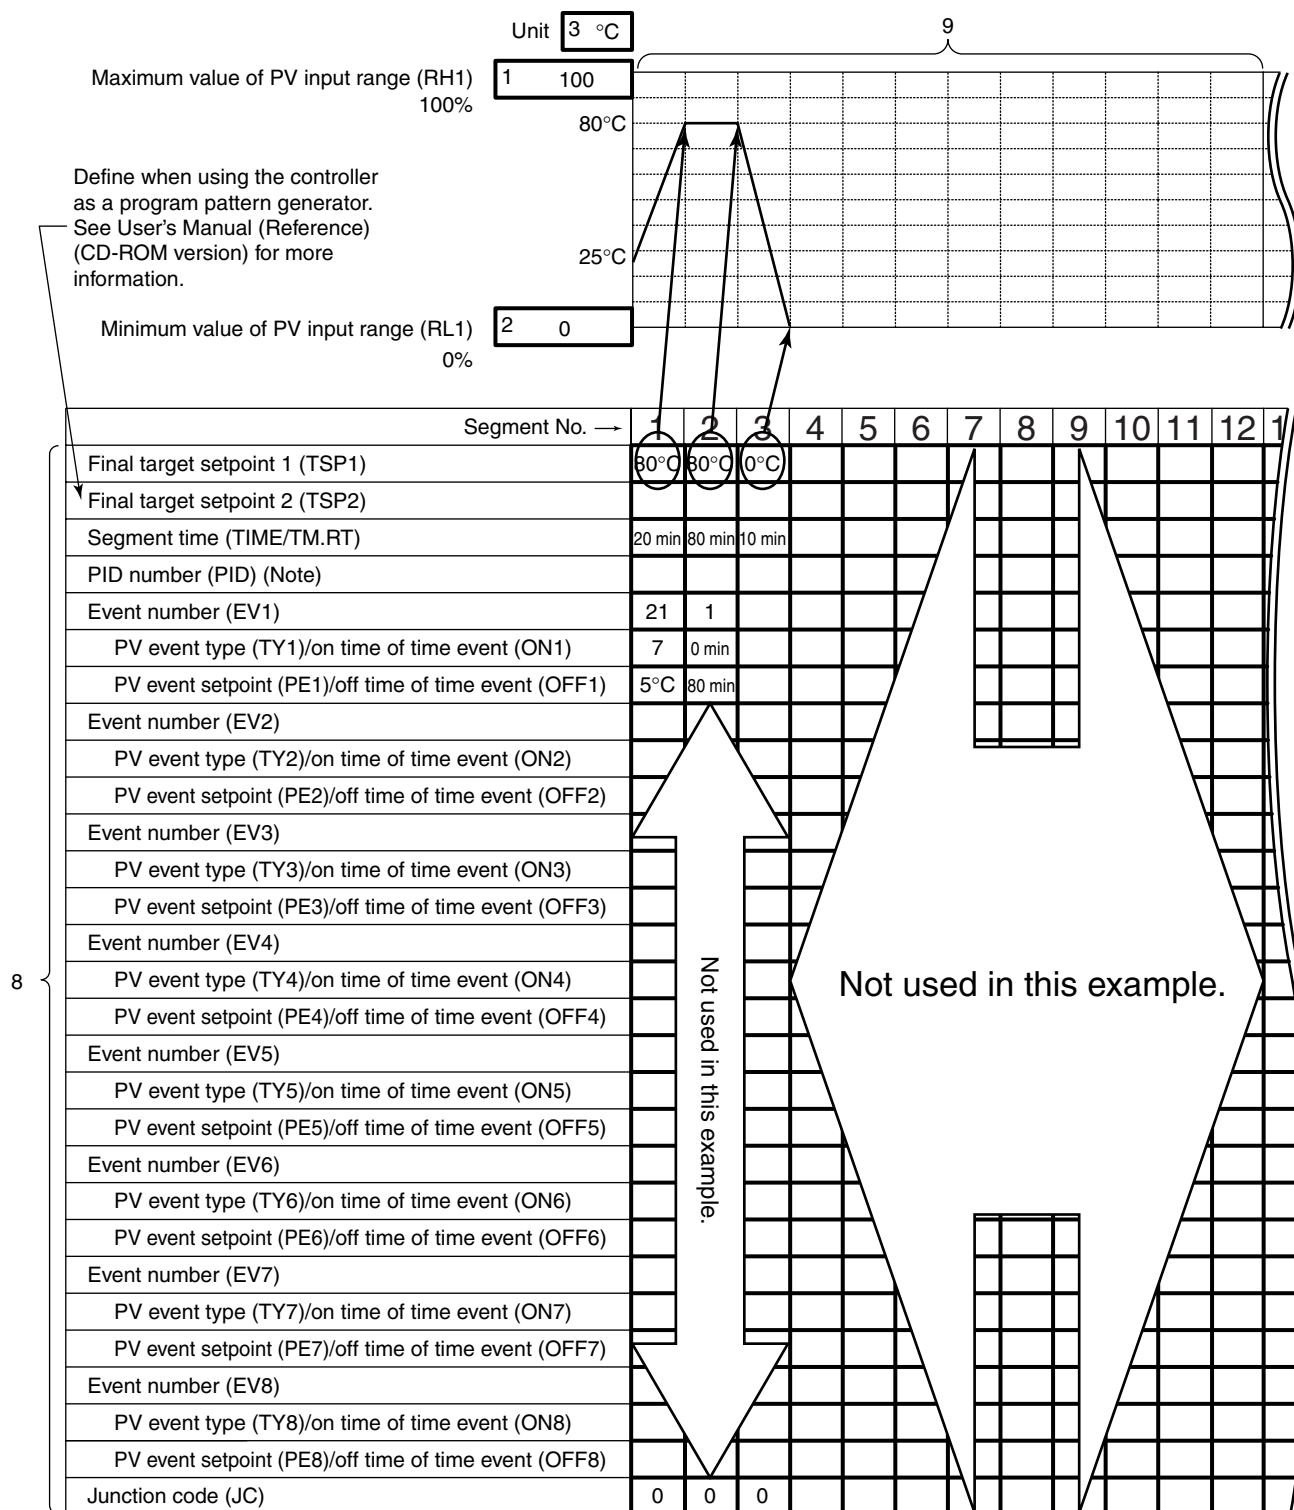 Unit 3 °C
9
Maximum value of PV input range (RH1) 1 100
100%
80°C
Define when using the controller
as a program pattern generator.
See User's Manual (Reference)
(CD-ROM version) for more
information.
25°C
Minimum value of PV input range (RL1) 2 0
0%
Segment No. → 1 2 3 4 5 6 7 8 9 10 11 12 1
Final target setpoint 1 (TSP1) 80°C 80°C 0°C
Final target setpoint 2 (TSP2)
Segment time (TIME/TM.RT) 20 min 80 min 10 min
PID number (PID) (Note)
Event number (EV1) 21 1
PV event type (TY1)/on time of time event (ON1) 7 0 min
PV event setpoint (PE1)/off time of time event (OFF1) 5°C 80 min
Event number (EV2)
PV event type (TY2)/on time of time event (ON2)
PV event setpoint (PE2)/off time of time event (OFF2)
Event number (EV3)
PV event type (TY3)/on time of time event (ON3)
PV event setpoint (PE3)/off time of time event (OFF3)
Event number (EV4)
8
PV event type (TY4)/on time of time event (ON4)
Not used in this example.
Not used in this example.
PV event setpoint (PE4)/off time of time event (OFF4)
Event number (EV5)
PV event type (TY5)/on time of time event (ON5)
PV event setpoint (PE5)/off time of time event (OFF5)
Event number (EV6)
PV event type (TY6)/on time of time event (ON6)
PV event setpoint (PE6)/off time of time event (OFF6)
Event number (EV7)
PV event type (TY7)/on time of time event (ON7)
PV event setpoint (PE7)/off time of time event (OFF7)
Event number (EV8)
PV event type (TY8)/on time of time event (ON8)
PV event setpoint (PE8)/off time of time event (OFF8)
Junction code (JC) 0 0 0